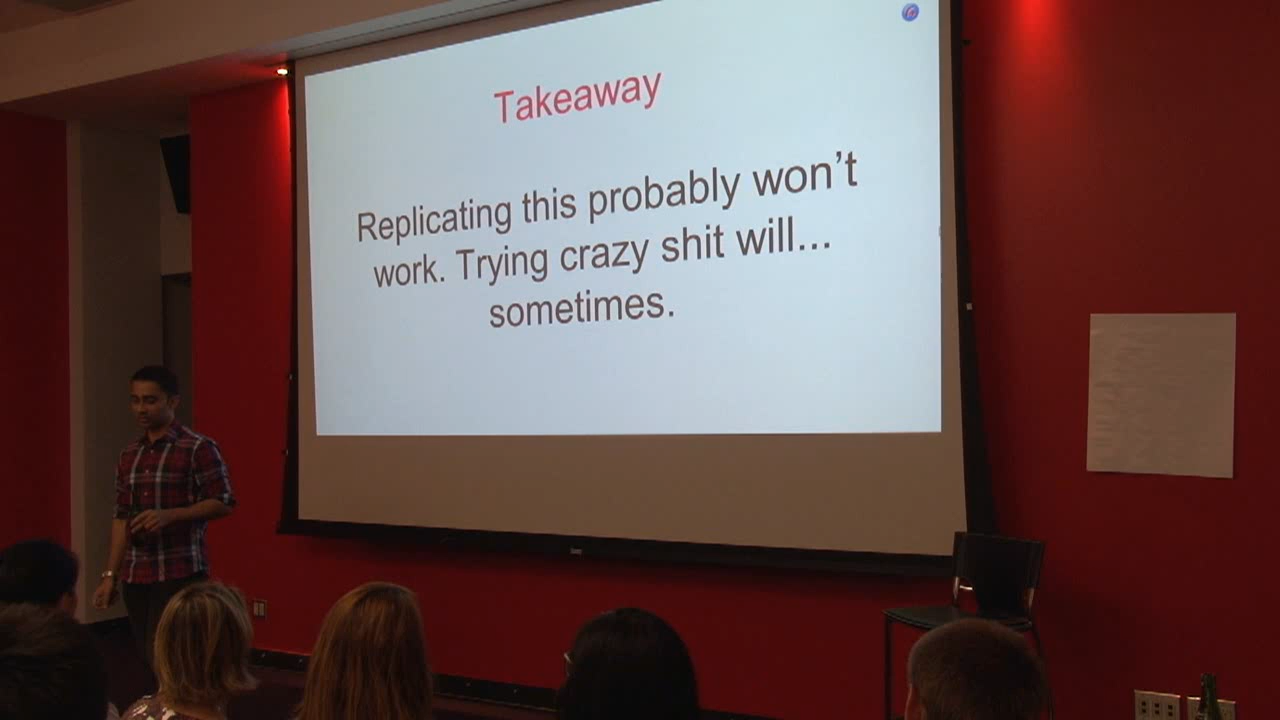 Takeaway
Replicating this probably won't
work. Trying crazy shit will...
sometimes.